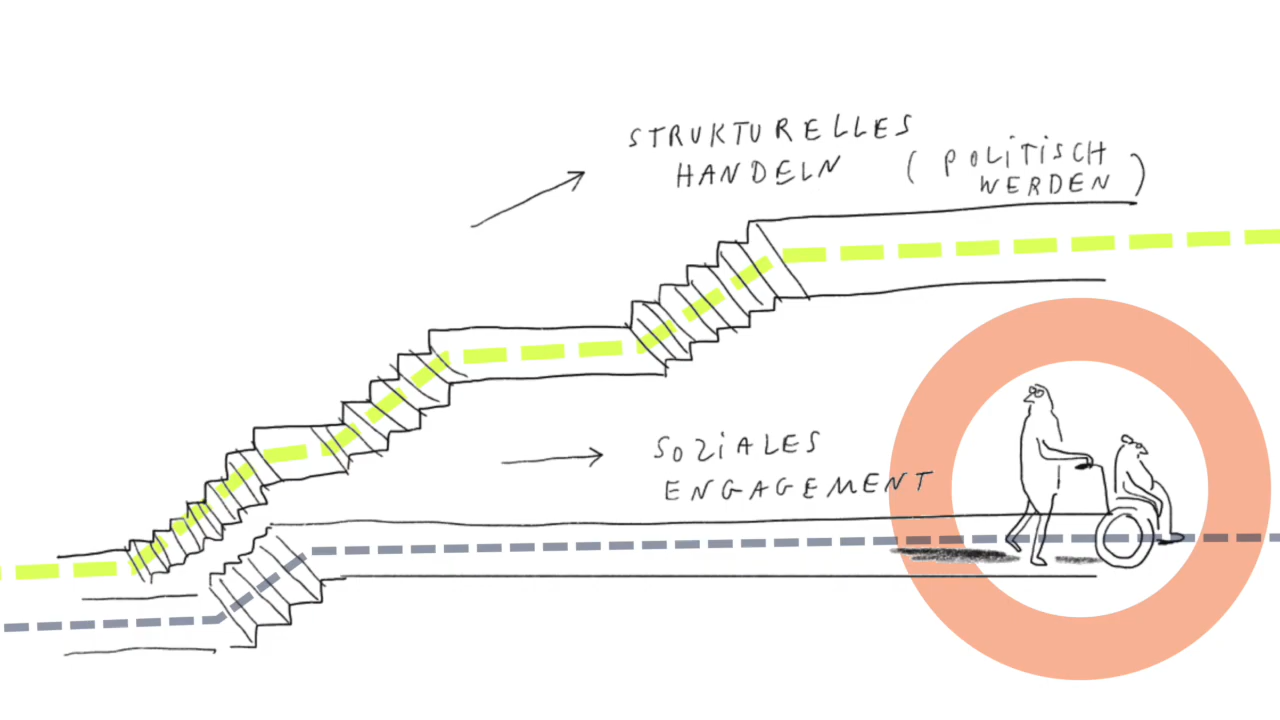 STRUKTURELLES
HANDELN
(POLITISCH
WERDEN)
SOZIALES
ENGAGEMENT